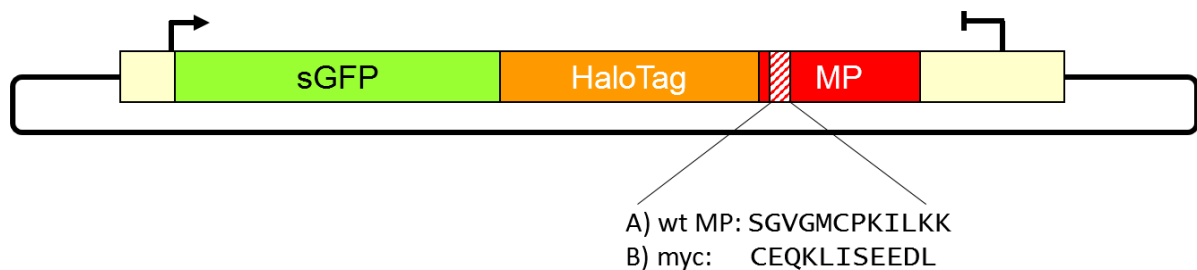 sGFP HaloTag MP
A) wt MP: SGVGMCPKILKK
B) myc: CEQKLISEEDL